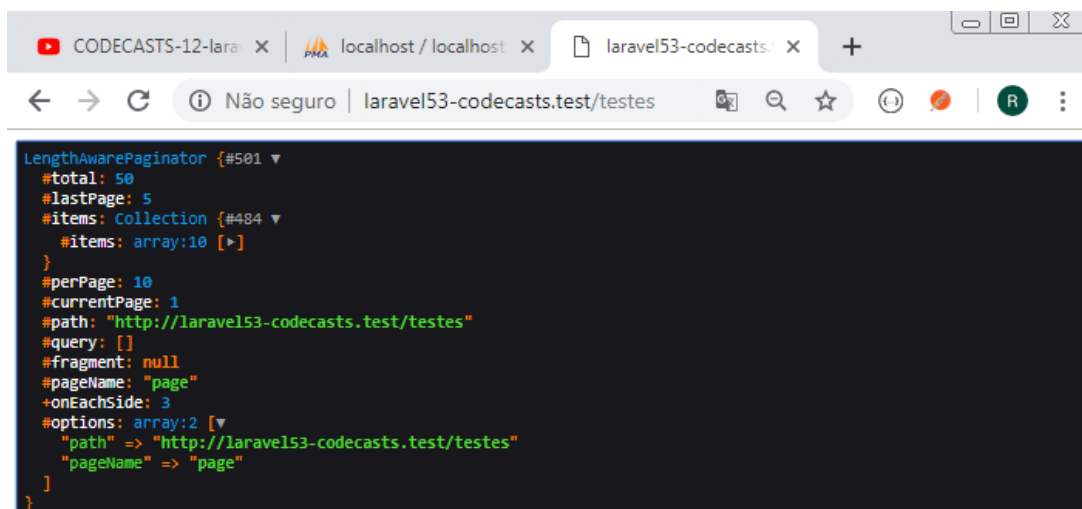 CODECASTS-12-lara
PMA
localhost / localhost
laravel53-codecasts.
Não seguro | laravel53-codecasts.test/testes
R
LengthAwarePaginator {#501 ▼
  #total: 50
  #lastPage: 5
  #items: Collection {#484 ▼
    #items: array:10 [▶]
  }
  #perPage: 10
  #currentPage: 1
  #path: "http://laravel53-codecasts.test/testes"
  #query: []
  #fragment: null
  #pageName: "page"
  +onEachSide: 3
  #options: array:2 [▼
    "path" => "http://laravel53-codecasts.test/testes"
    "pageName" => "page"
  ]
}